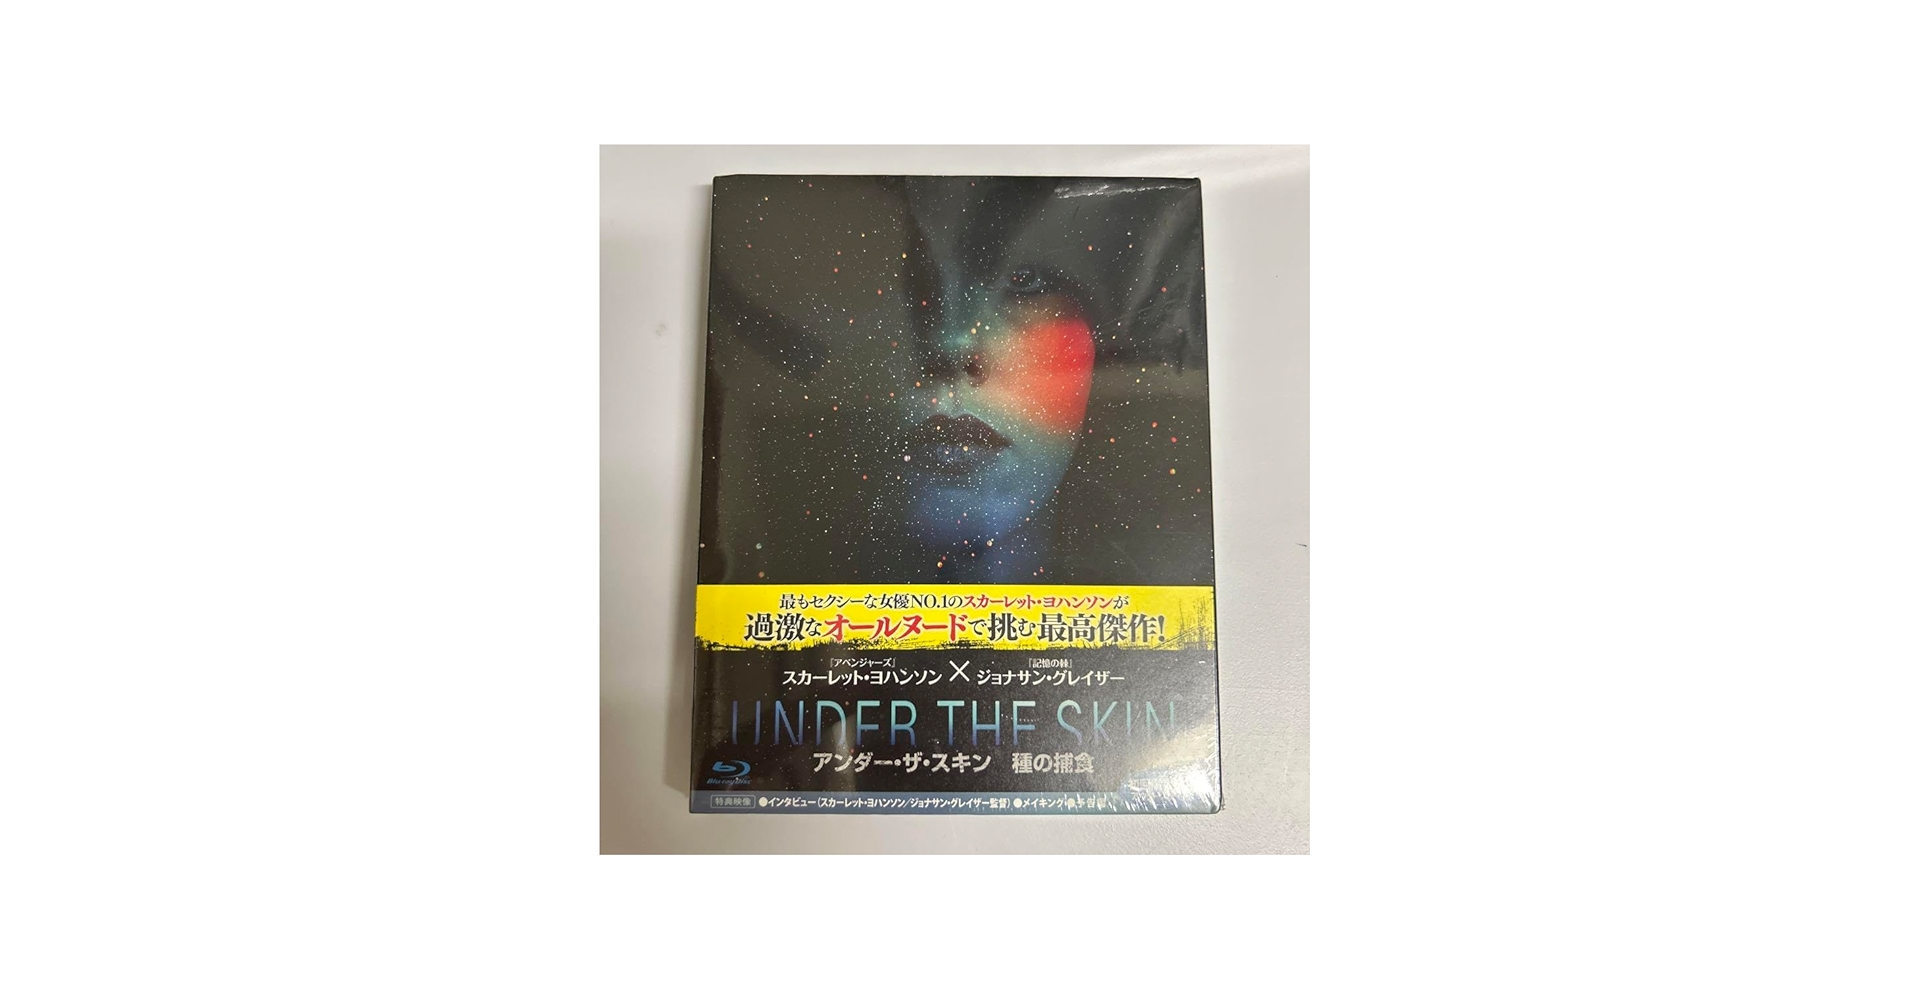 最もセクシーな女優NO.1のスカーレット・ヨハンソンが
過激なオールヌードで挑む最高傑作!
『アベンジャーズ』 『記憶の棘』
スカーレット・ヨハンソン × ジョナサン・グレイザー
UNDER THE SKIN
アンダー・ザ・スキン 種の捕食
Blu-ray Disc
特典映像 ●インタビュー(スカーレット・ヨハンソン/ジョナサン・グレイザー監督) ●メイキング ●予告編